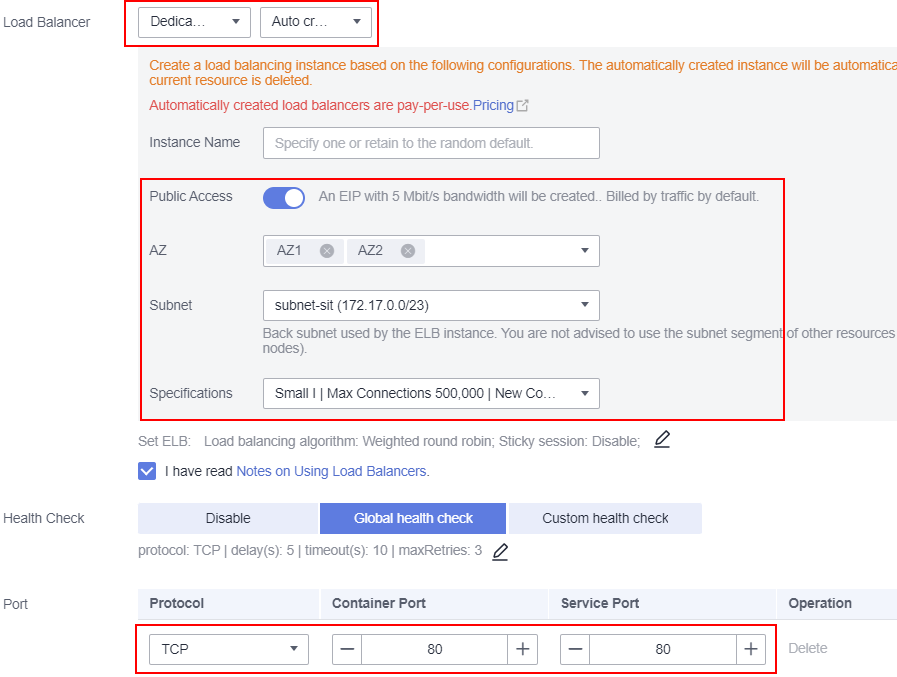 Load Balancer Dedica... Auto cr...
Create a load balancing instance based on the following configurations. The automatically created instance will be automatica
current resource is deleted.
Automatically created load balancers are pay-per-use.Pricing
Instance Name Specify one or retain to the random default.
Public Access An EIP with 5 Mbit/s bandwidth will be created.. Billed by traffic by default.
AZ AZ1 AZ2
Subnet subnet-sit (172.17.0.0/23)
Back subnet used by the ELB instance. You are not advised to use the subnet segment of other resources
nodes).
Specifications Small I | Max Connections 500,000 | New Co...
Set ELB: Load balancing algorithm: Weighted round robin; Sticky session: Disable;
I have read Notes on Using Load Balancers.
Health Check Disable Global health check Custom health check
protocol: TCP | delay(s): 5 | timeout(s): 10 | maxRetries: 3
Port Protocol Container Port Service Port Operation
TCP — 80 + — 80 + Delete